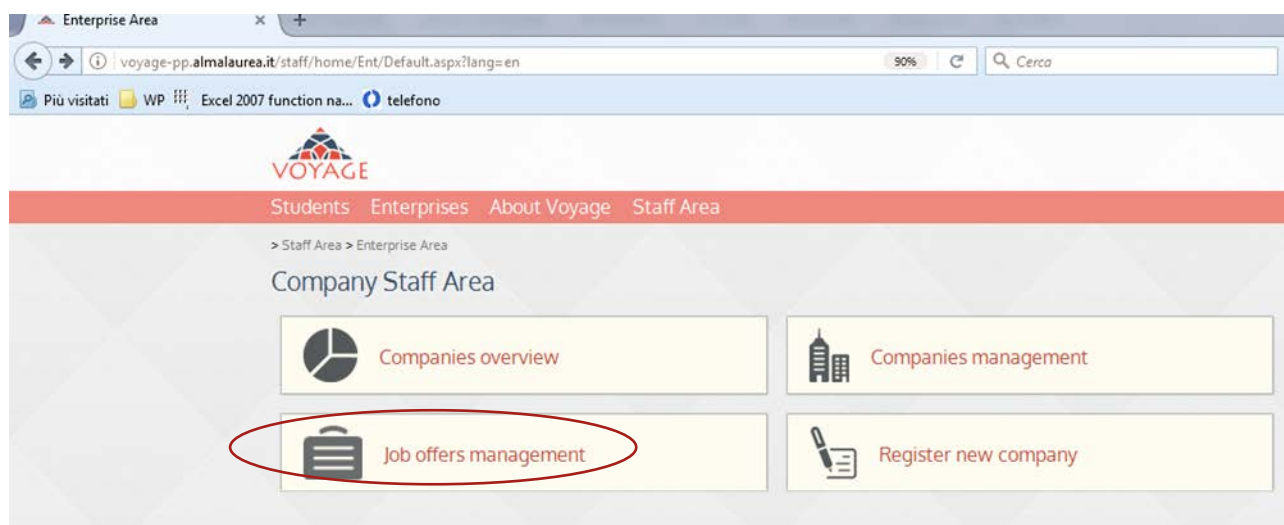 Enterprise Area
voyage-pp.almalaurea.it/staff/home/Ent/Default.aspx?lang=en 90% Cerca
Più visitati WP Excel 2007 function na... telefono
VOYAGE
Students Enterprises About Voyage Staff Area
> Staff Area > Enterprise Area
Company Staff Area
Companies overview Companies management
Job offers management Register new company